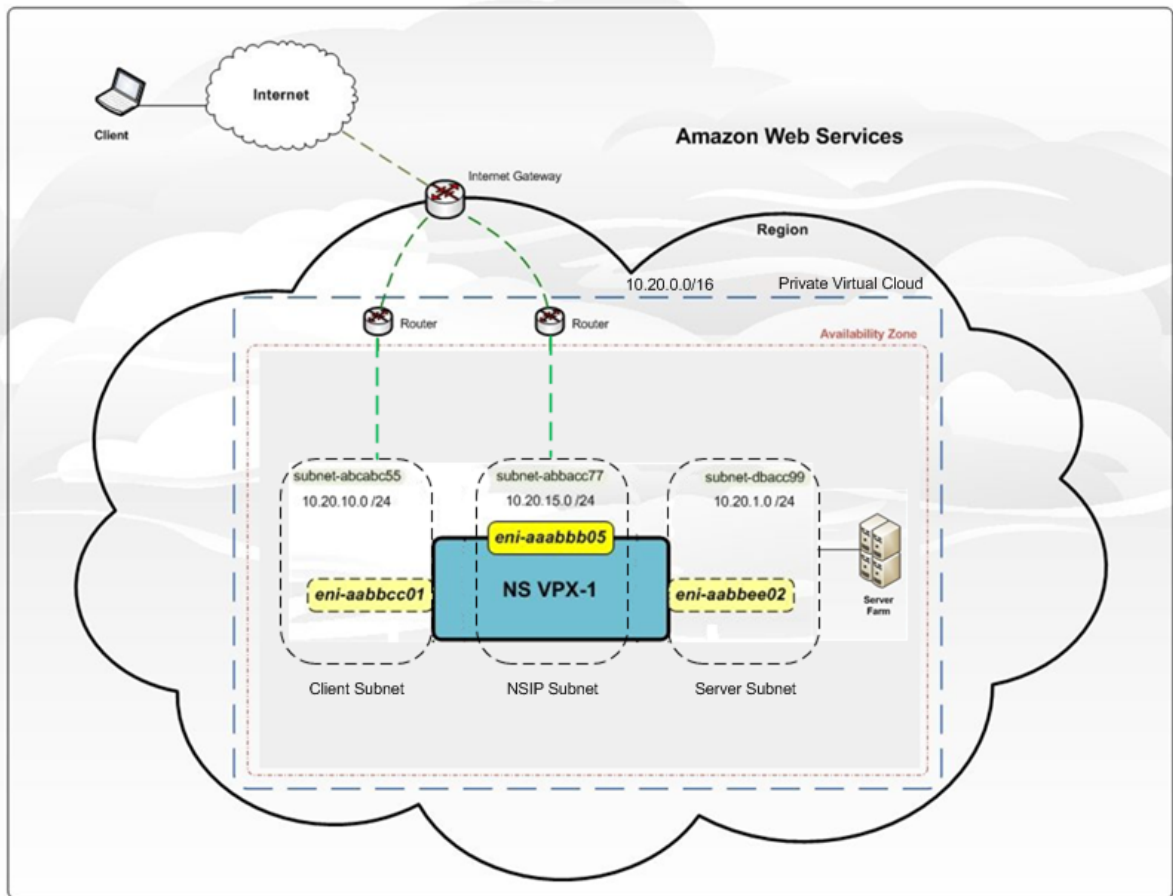 Internet
Client
Amazon Web Services
Internet Gateway
Region
10.20.0.0/16
Private Virtual Cloud
Router
Router
Availability Zone
subnet-abcabc55
10.20.10.0 /24
subnet-abbacc77
10.20.15.0 /24
subnet-dbacc99
10.20.1.0 /24
eni-aaabbb05
NS VPX-1
eni-aabbcc01
eni-aabbee02
Server
Farm
Client Subnet
NSIP Subnet
Server Subnet